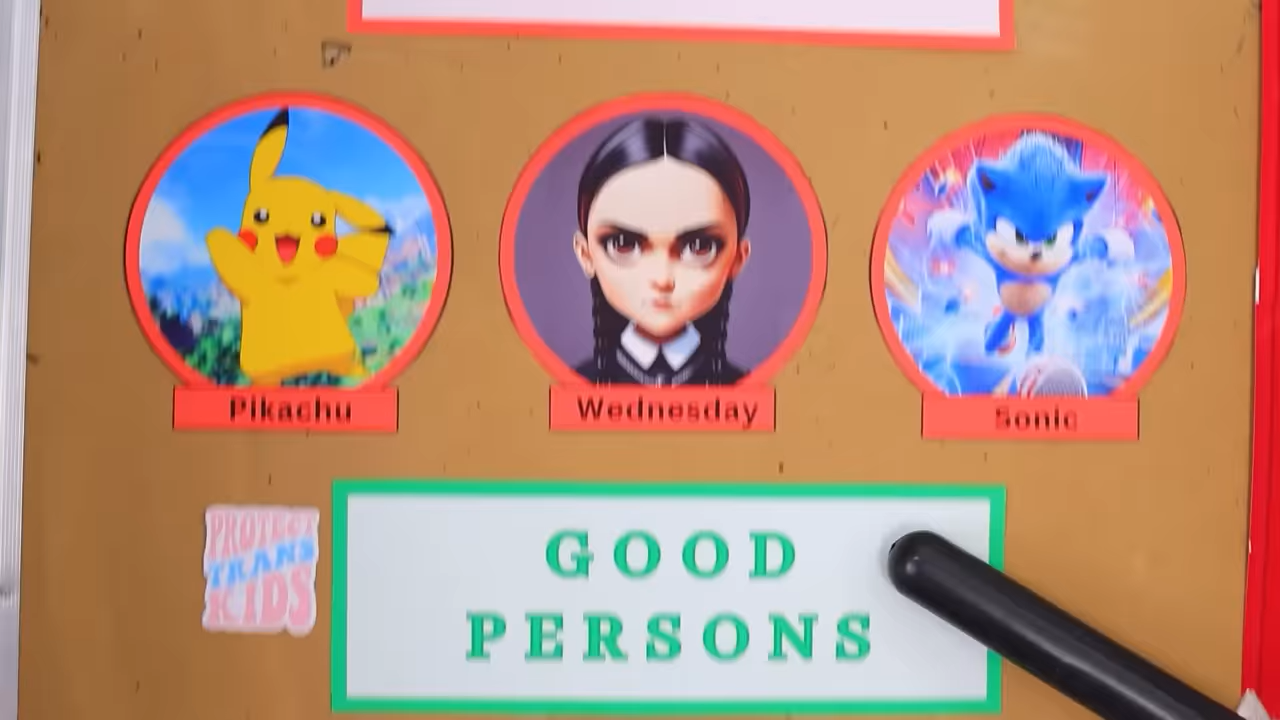 Pikachu
Wednesday
Sonic
PROTECT
TRANS
KIDS
GOOD
PERSONS